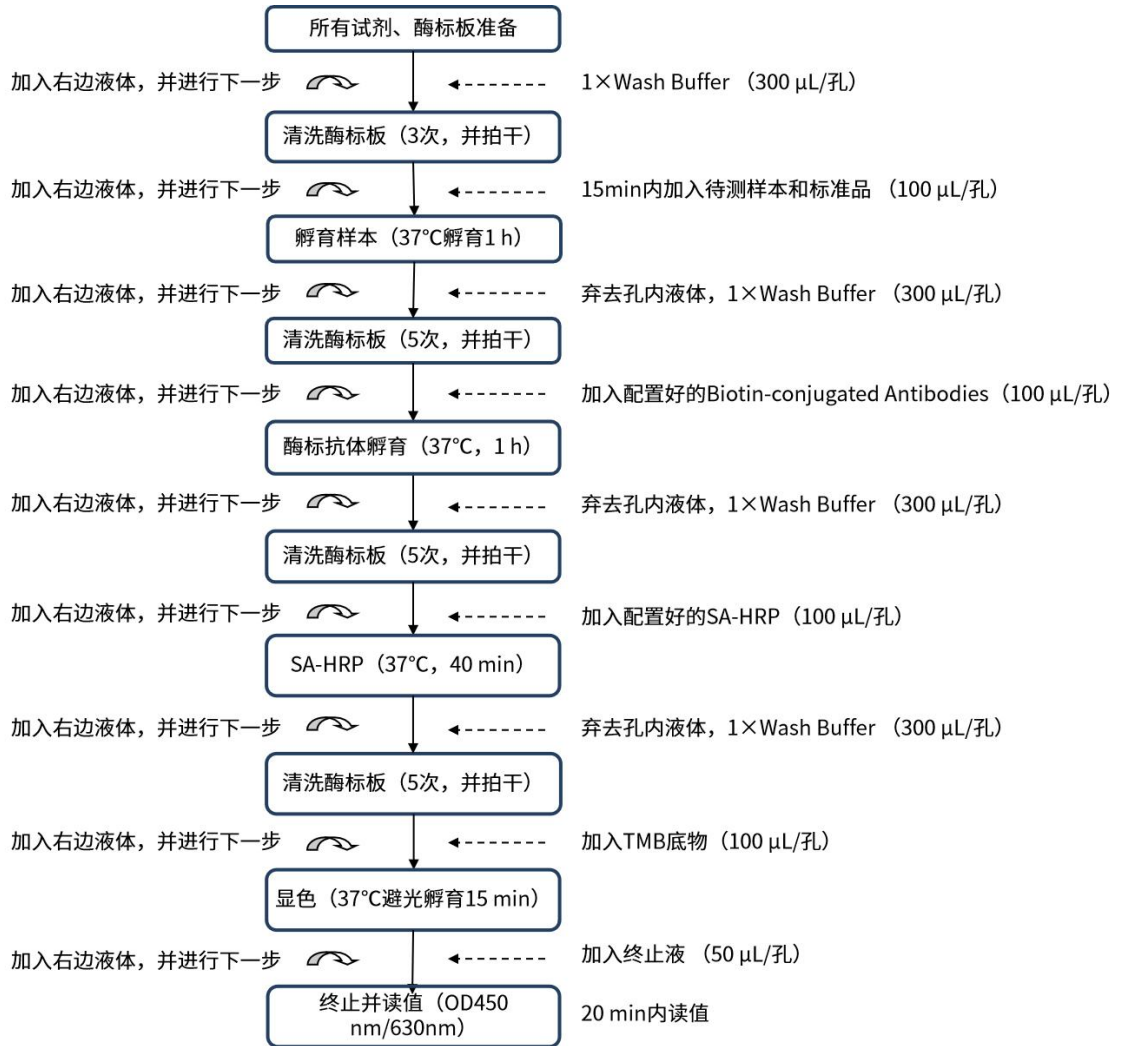 所有试剂、酶标板准备
加入右边液体，并进行下一步
1×Wash Buffer （300 μL/孔）
清洗酶标板（3次，并拍干）
加入右边液体，并进行下一步
15min内加入待测样本和标准品 （100 μL/孔）
孵育样本（37℃孵育1 h）
加入右边液体，并进行下一步
弃去孔内液体，1×Wash Buffer （300 μL/孔）
清洗酶标板（5次，并拍干）
加入右边液体，并进行下一步
加入配置好的Biotin-conjugated Antibodies（100 μL/孔）
酶标抗体孵育（37℃，1 h）
加入右边液体，并进行下一步
弃去孔内液体，1×Wash Buffer （300 μL/孔）
清洗酶标板（5次，并拍干）
加入右边液体，并进行下一步
加入配置好的SA-HRP（100 μL/孔）
SA-HRP（37℃，40 min）
加入右边液体，并进行下一步
弃去孔内液体，1×Wash Buffer （300 μL/孔）
清洗酶标板（5次，并拍干）
加入右边液体，并进行下一步
加入TMB底物（100 μL/孔）
显色（37℃避光孵育15 min）
加入右边液体，并进行下一步
加入终止液 （50 μL/孔）
终止并读值（OD450
nm/630nm）
20 min内读值